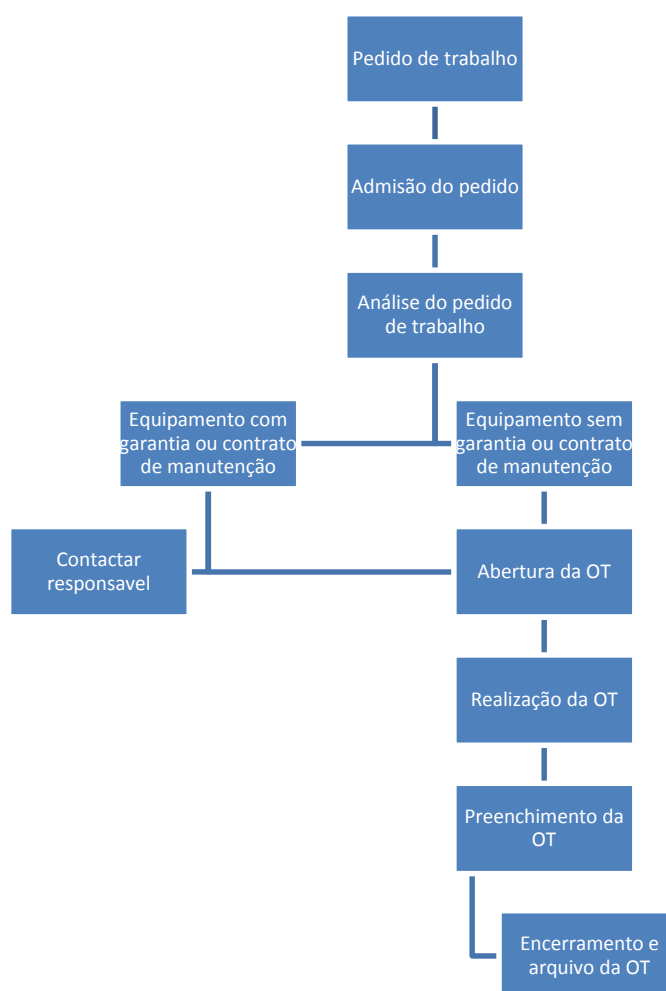 Pedido de trabalho
Admisão do pedido
Análise do pedido
de trabalho
Equipamento com
garantia ou contrato
de manutenção
Equipamento sem
garantia ou contrato
de manutenção
Contactar
responsavel
Abertura da OT
Realização da OT
Preenchimento da
OT
Encerramento e
arquivo da OT